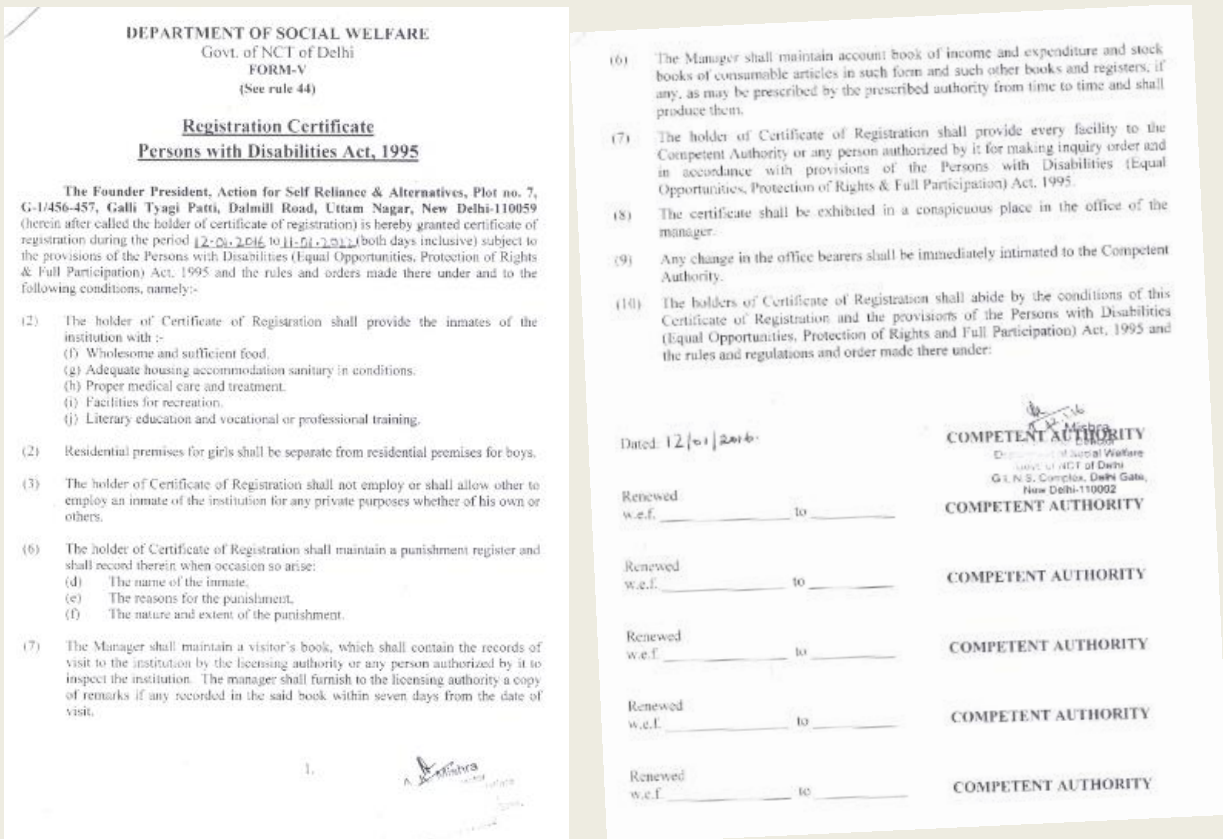 DEPARTMENT OF SOCIAL WELFARE
Govt. of NCT of Delhi
FORM-V
(See rule 44)
Registration Certificate
Persons with Disabilities Act, 1995
The Founder President, Action for Self Reliance & Alternatives, Plot no. 7,
G-1/456-457, Galli Tyagi Patti, Dalmill Road, Uttam Nagar, New Delhi-110059
(herein after called the holder of certificate of registration) is hereby granted certificate of
registration during the period 12-01-2016 to (both days inclusive) subject to
the provisions of the Persons with Disabilities (Equal Opportunities, Protection of Rights
& Full Participation) Act, 1995 and the rules and orders made there under and to the
following conditions, namely:-
(2) The holder of Certificate of Registration shall provide the inmates of the
institution with :-
(f) Wholesome and sufficient food.
(g) Adequate housing accommodation sanitary in conditions.
(h) Proper medical care and treatment.
(i) Facilities for recreation.
(j) Literary education and vocational or professional training.
(2) Residential premises for girls shall be separate from residential premises for boys.
(3) The holder of Certificate of Registration shall not employ or shall allow other to
employ an inmate of the institution for any private purposes whether of his own or
others.
(6) The holder of Certificate of Registration shall maintain a punishment register and
shall record therein when occasion so arise:
(d) The name of the inmate.
(e) The reasons for the punishment.
(f) The nature and extent of the punishment.
(7) The Manager shall maintain a visitor's book, which shall contain the records of
visit to the institution by the licensing authority or any person authorized by it to
inspect the institution. The manager shall furnish to the licensing authority a copy
of remarks if any recorded in the said book within seven days from the date of
visit.
1.
Mishra
(6) The Manager shall maintain account book of income and expenditure and stock
books of consumable articles in such form and such other books and registers, if
any, as may be prescribed by the prescribed authority from time to time and shall
produce them.
(7) The holder of Certificate of Registration shall provide every facility to the
Competent Authority or any person authorized by it for making inquiry order and
in accordance with provisions of the Persons with Disabilities (Equal
Opportunities, Protection of Rights & Full Participation) Act, 1995.
(8) The certificate shall be exhibited in a conspicuous place in the office of the
manager.
(9) Any change in the office bearers shall be immediately intimated to the Competent
Authority.
(10) The holders of Certificate of Registration shall abide by the conditions of this
Certificate of Registration and the provisions of the Persons with Disabilities
(Equal Opportunities, Protection of Rights and Full Participation) Act, 1995 and
the rules and regulations and order made there under:
Mishra
Dated: 12/01/2016. COMPETENT AUTHORITY
Social Welfare
Govt of NCT of Delhi
G.L.N.S. Complex, Delhi Gate,
New Delhi-110002
Renewed
w.e.f. to COMPETENT AUTHORITY
Renewed
w.e.f. to COMPETENT AUTHORITY
Renewed
w.e.f. to COMPETENT AUTHORITY
Renewed
w.e.f. to COMPETENT AUTHORITY
Renewed
w.e.f. to COMPETENT AUTHORITY